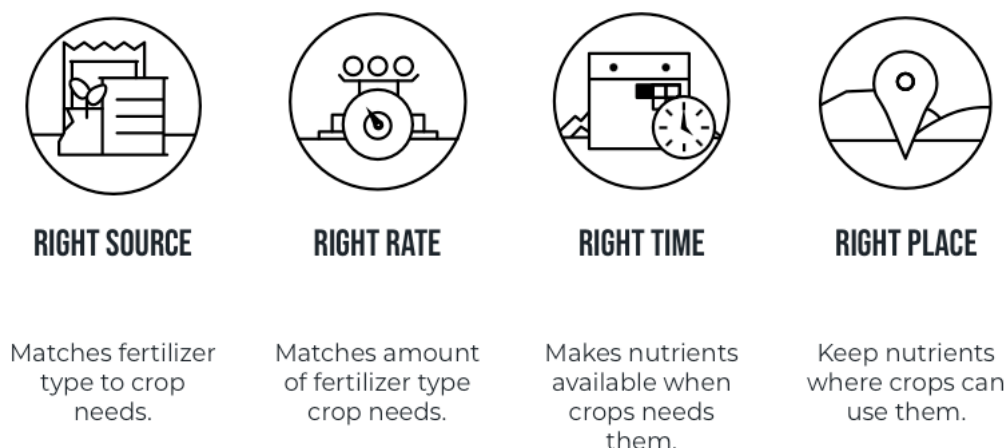 RIGHT SOURCE
RIGHT RATE
RIGHT TIME
RIGHT PLACE
Matches fertilizer
type to crop
needs.
Matches amount
of fertilizer type
crop needs.
Makes nutrients
available when
crops needs
them.
Keep nutrients
where crops can
use them.